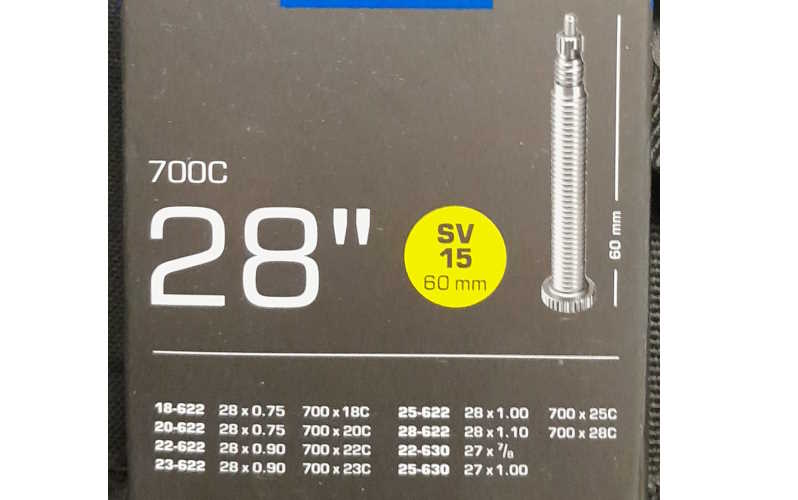 700C
28"
SV
15
60 mm
60 mm
18-622 28 x 0.75 700 x 18C
20-622 28 x 0.75 700 x 20C
22-622 28 x 0.90 700 x 22C
23-622 28 x 0.90 700 x 23C
25-622 28 x 1.00 700 x 25C
28-622 28 x 1.10 700 x 28C
22-630 27 x 7/8
25-630 27 x 1.00